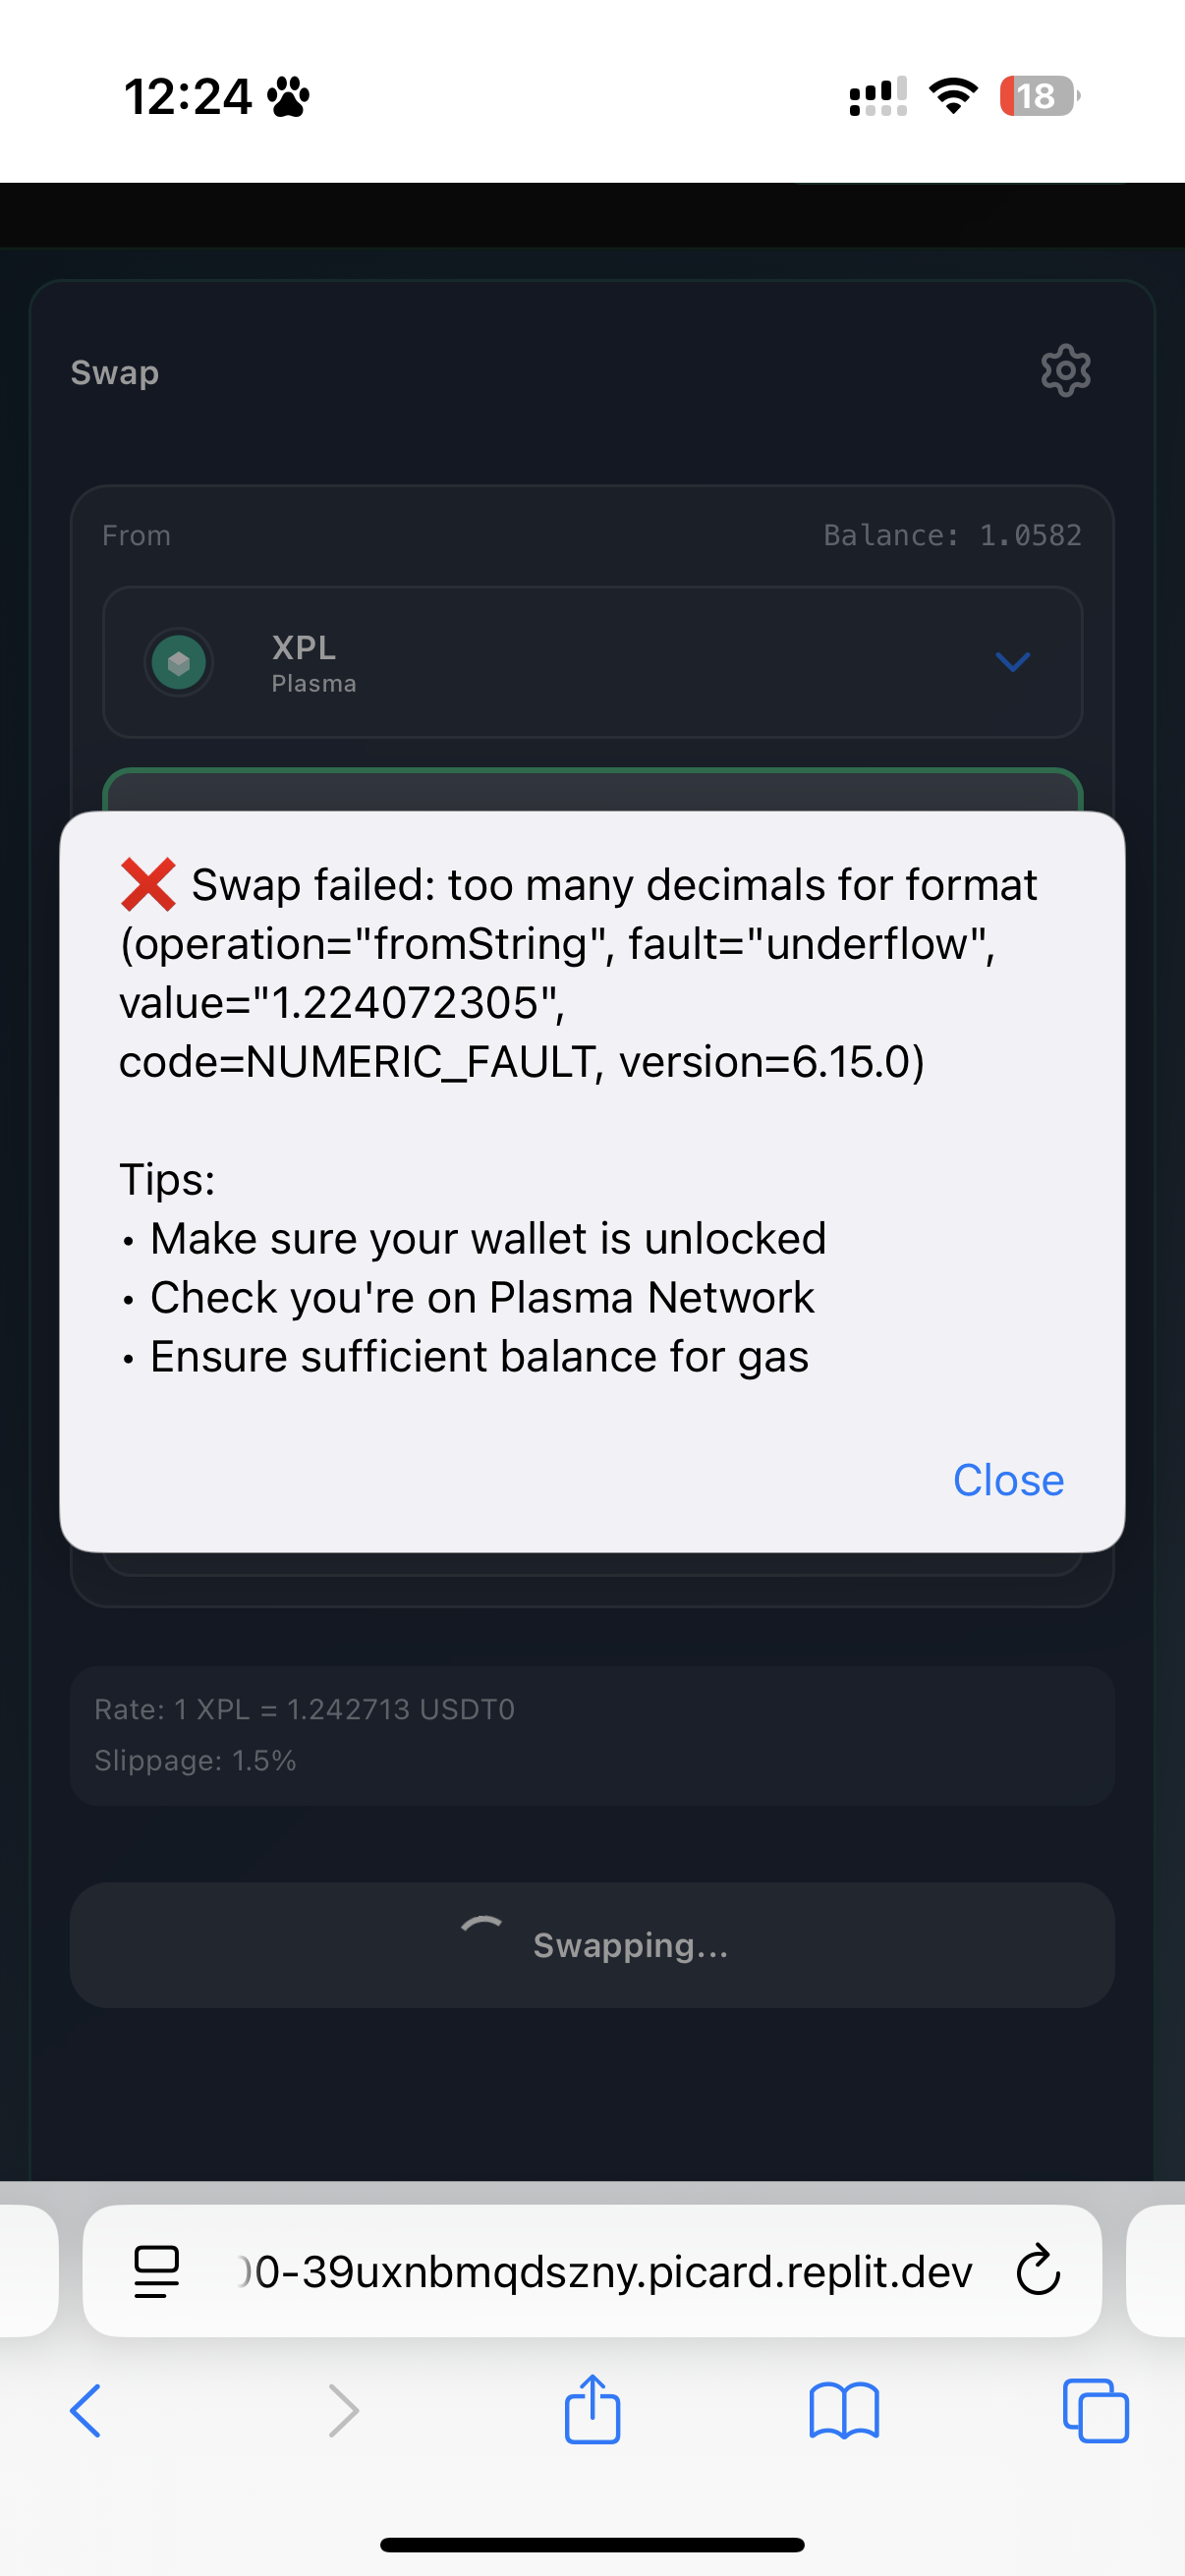 12:24
18
Swap
From
Balance: 1.0582
XPL
Plasma
❌ Swap failed: too many decimals for format
(operation="fromString", fault="underflow",
value="1.224072305",
code=NUMERIC_FAULT, version=6.15.0)
Tips:
• Make sure your wallet is unlocked
• Check you're on Plasma Network
• Ensure sufficient balance for gas
Close
Rate: 1 XPL = 1.242713 USDT0
Slippage: 1.5%
Swapping...
0-39uxnbmqdszny.picard.replit.dev